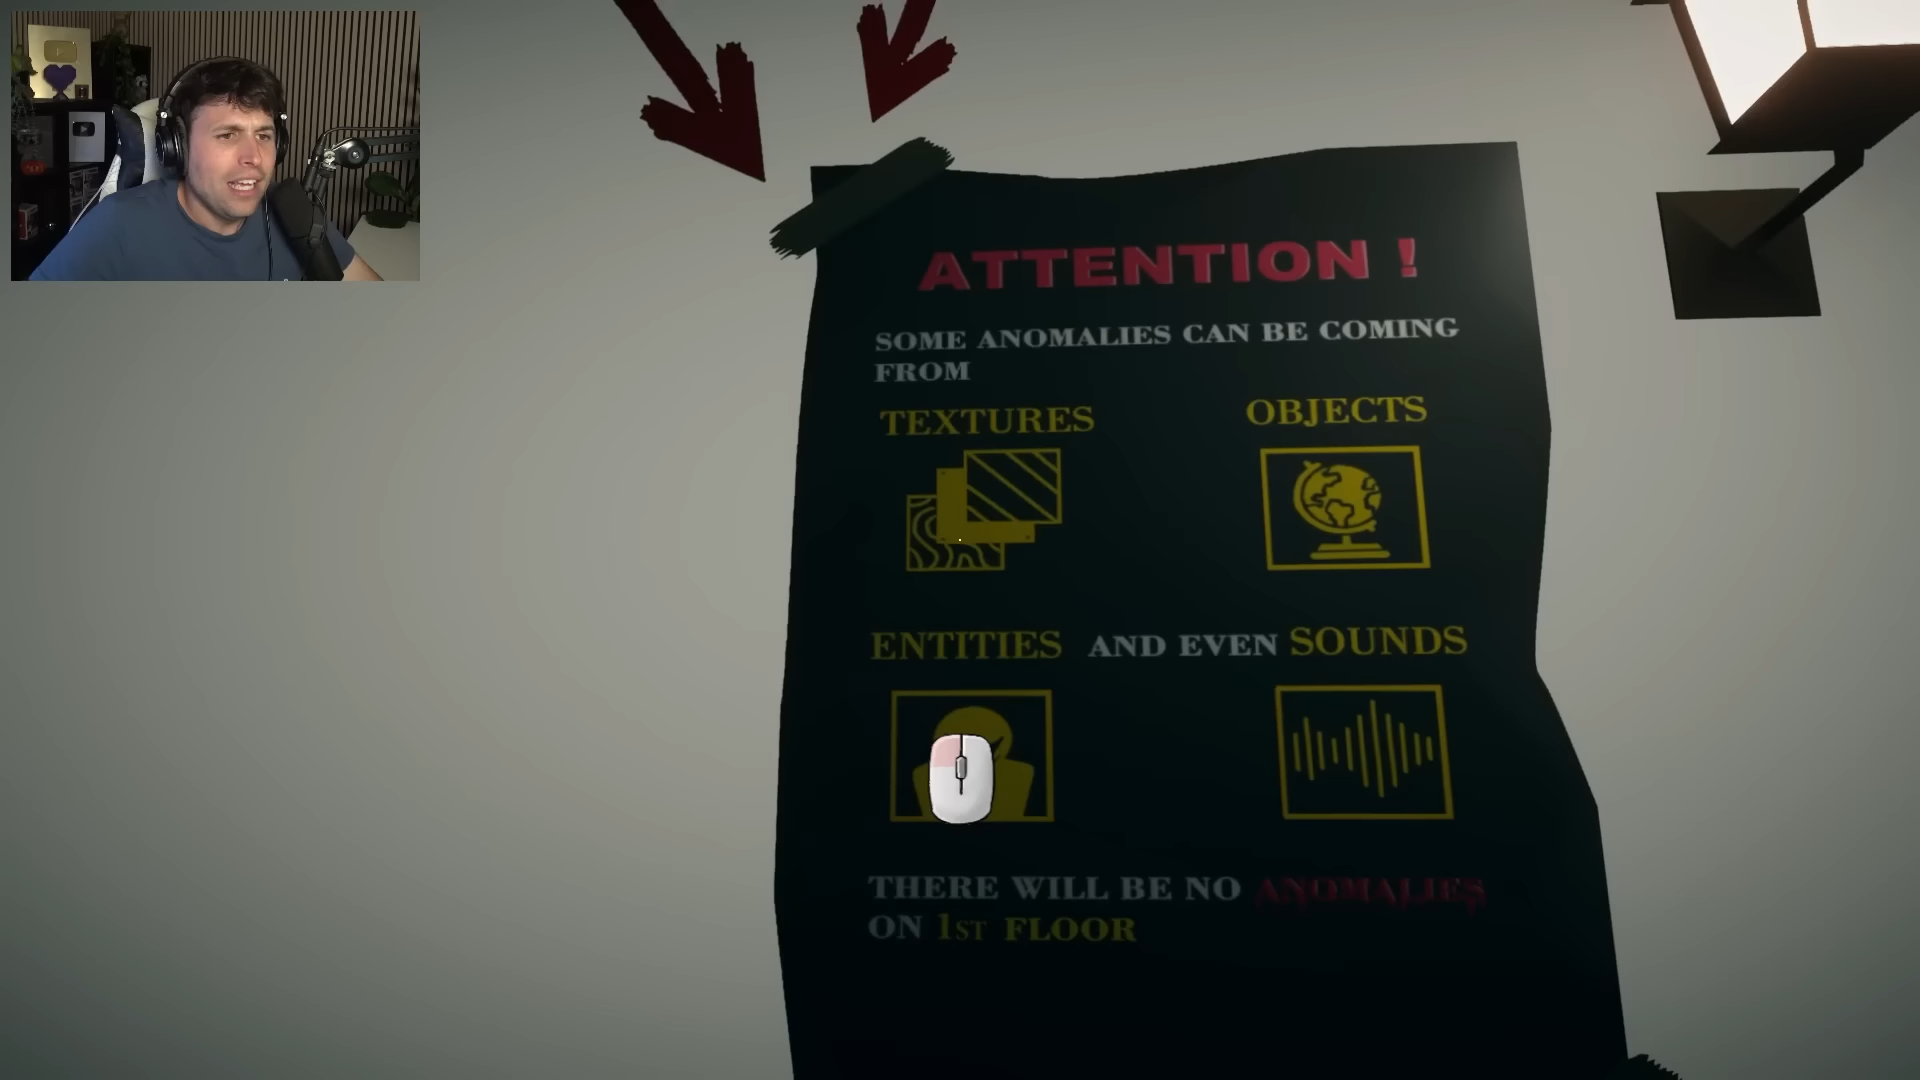 ATTENTION !
SOME ANOMALIES CAN BE COMING
FROM
TEXTURES OBJECTS
ENTITIES AND EVEN SOUNDS
THERE WILL BE NO ANOMALIES
ON 1ST FLOOR